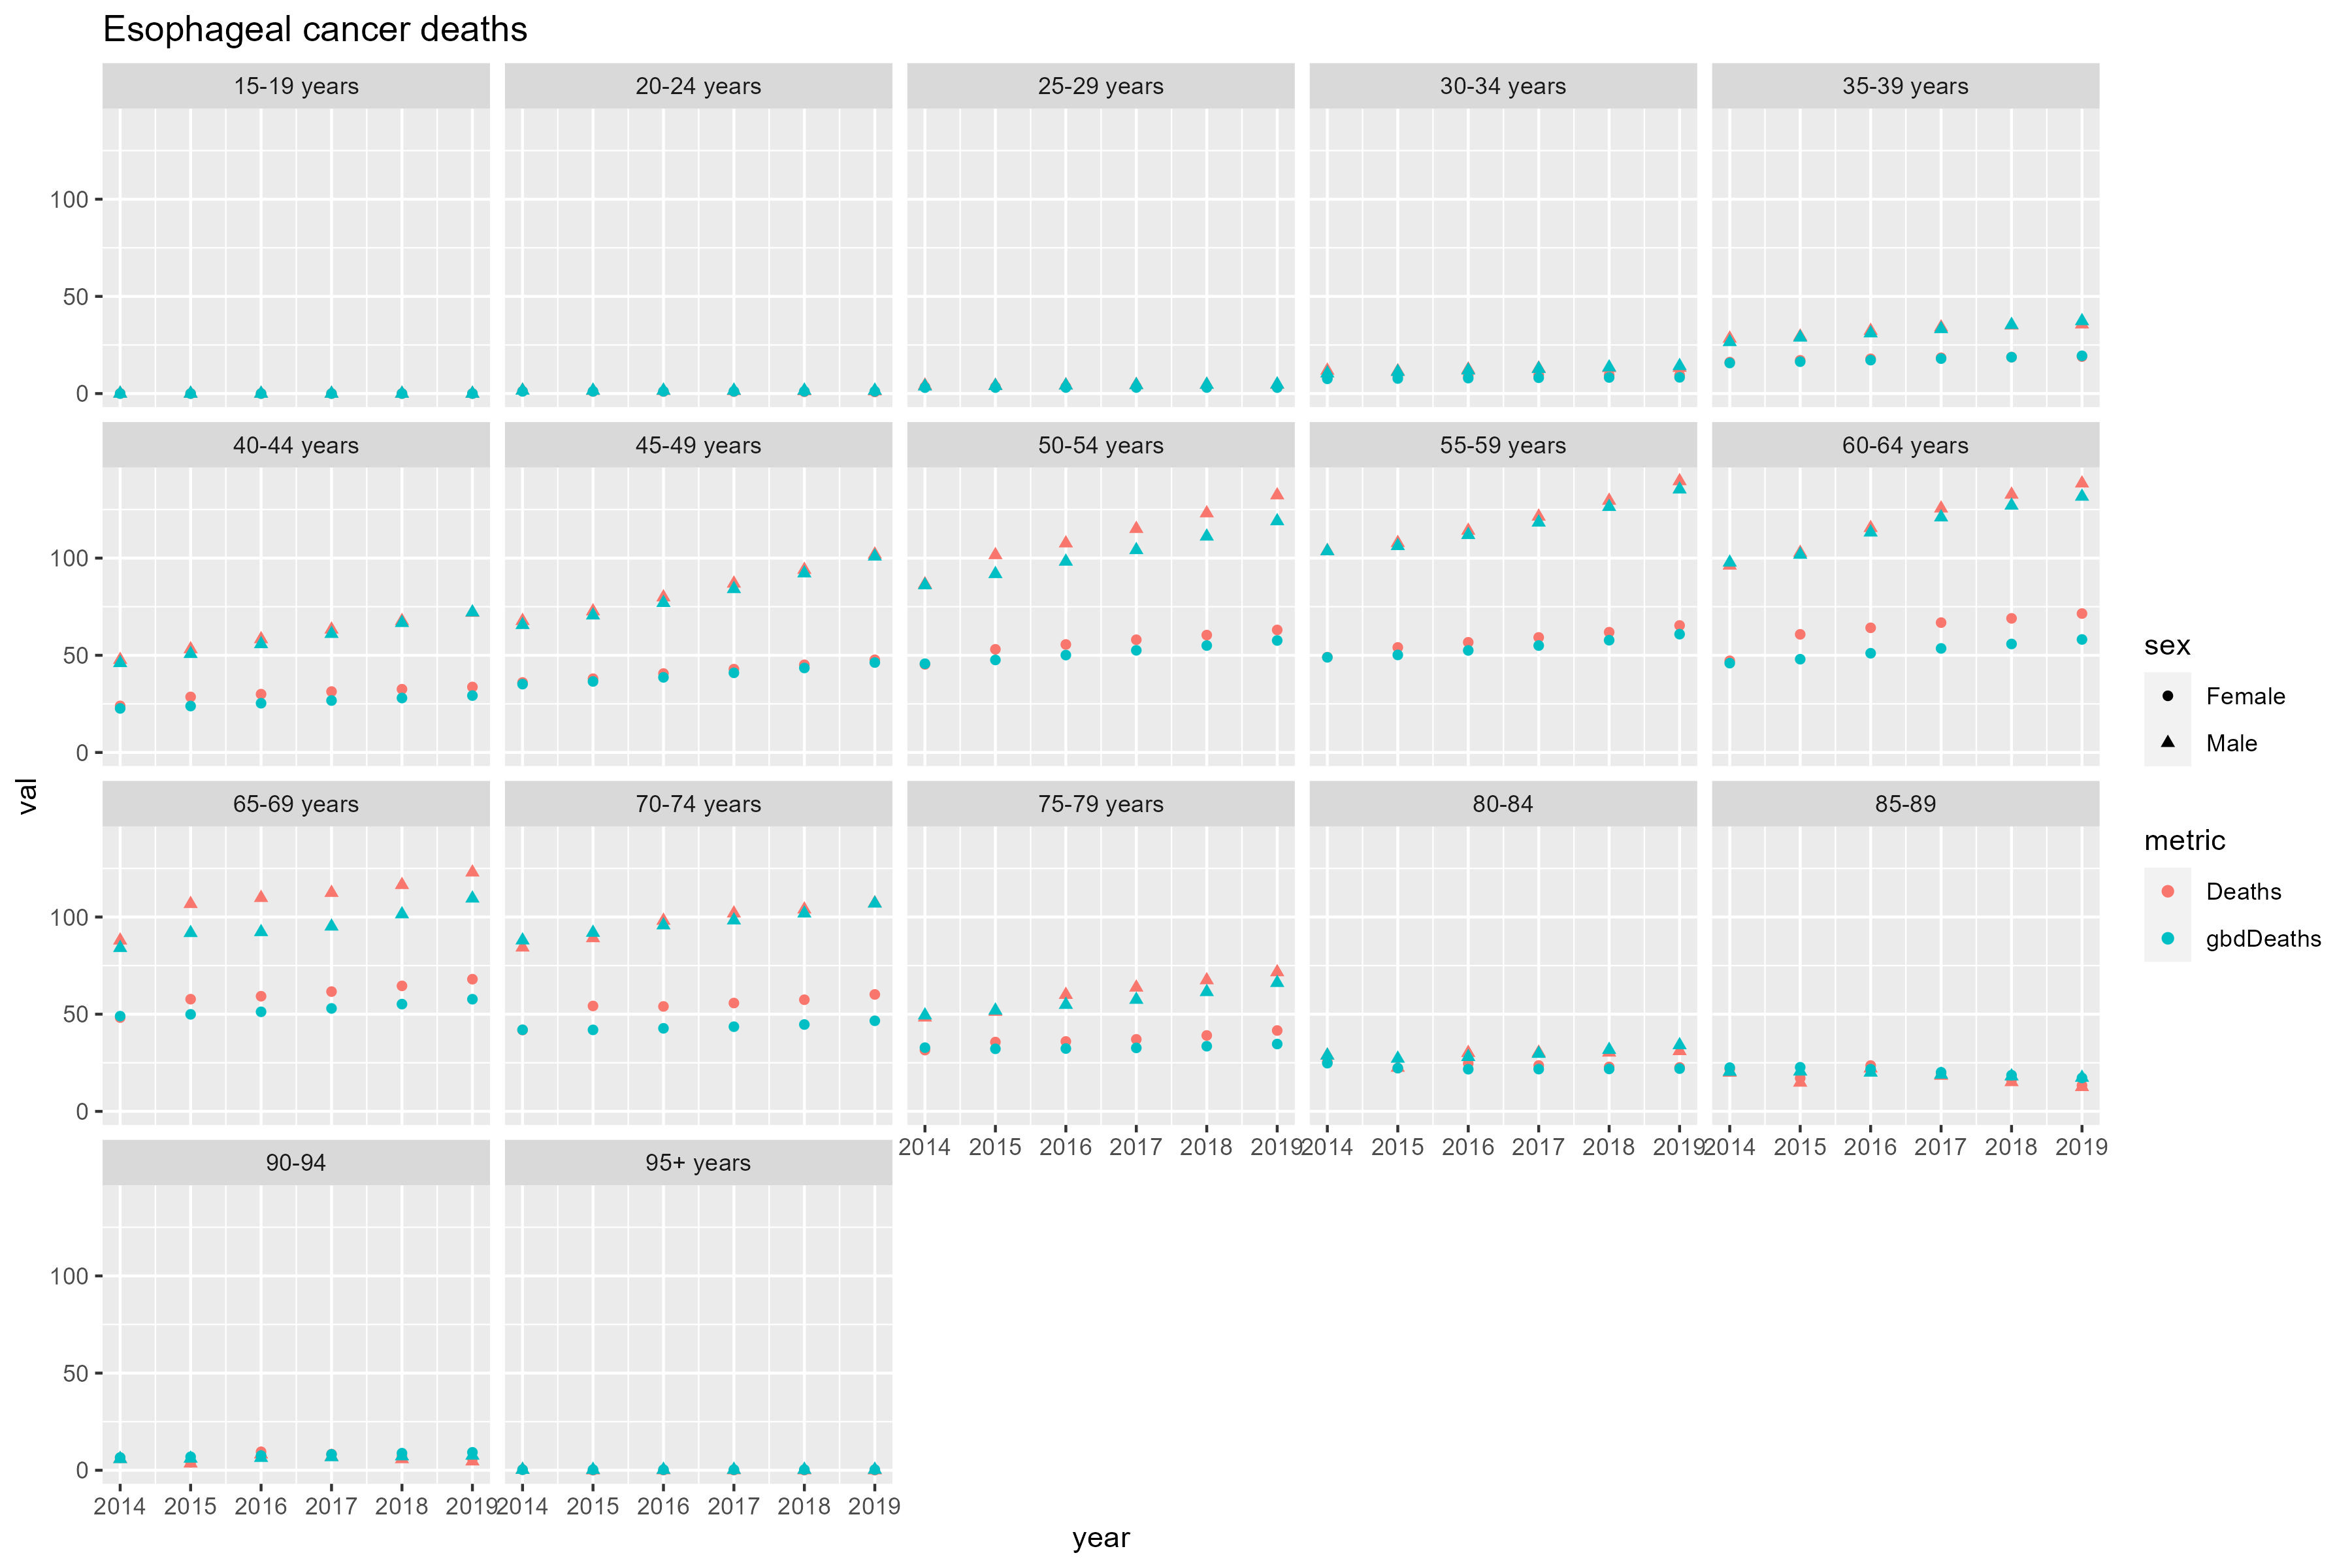 Esophageal cancer deaths
15-19 years 20-24 years 25-29 years 30-34 years 35-39 years
100
50
0
40-44 years 45-49 years 50-54 years 55-59 years 60-64 years
100
50
0
65-69 years 70-74 years 75-79 years 80-84 85-89
100
50
0
2014 2015 2016 2017 2018 2019 2014 2015 2016 2017 2018 2019 2014 2015 2016 2017 2018 2019
90-94 95+ years
100
50
0
2014 2015 2016 2017 2018 2019 2014 2015 2016 2017 2018 2019
year
val
sex
Female
Male
metric
Deaths
gbdDeaths